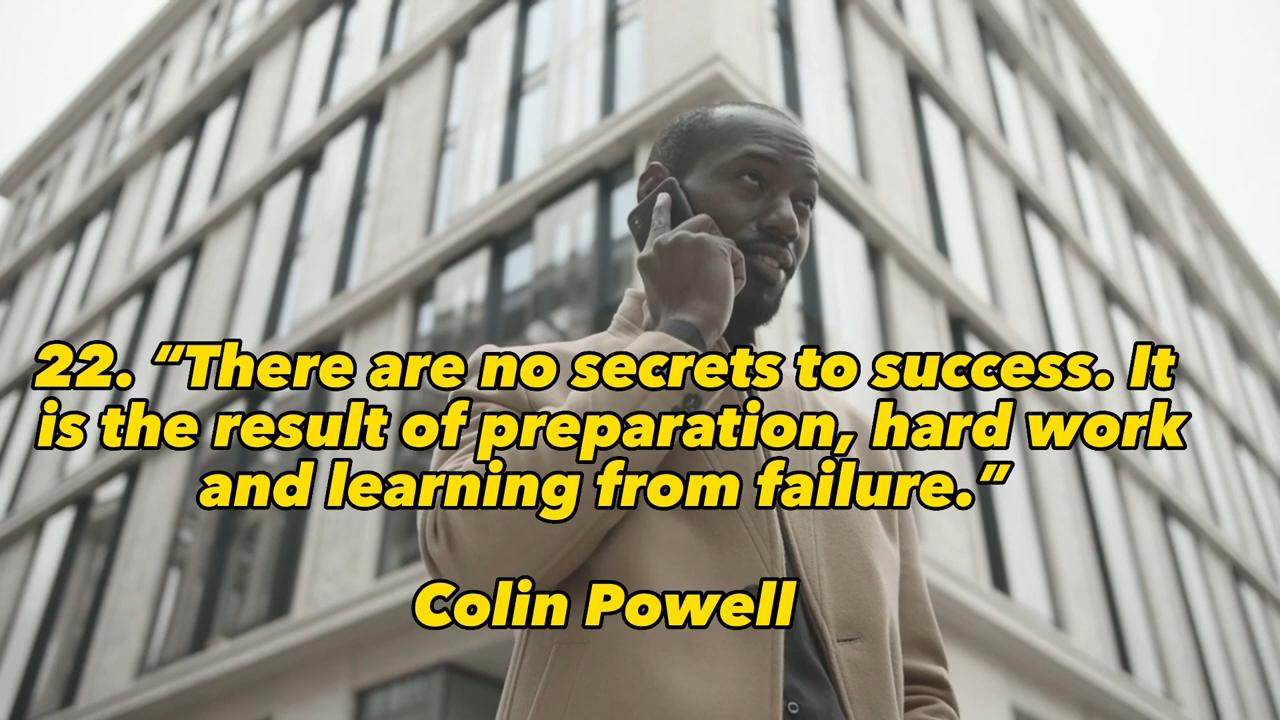 22. “There are no secrets to success. It
is the result of preparation, hard work
and learning from failure.”
Colin Powell